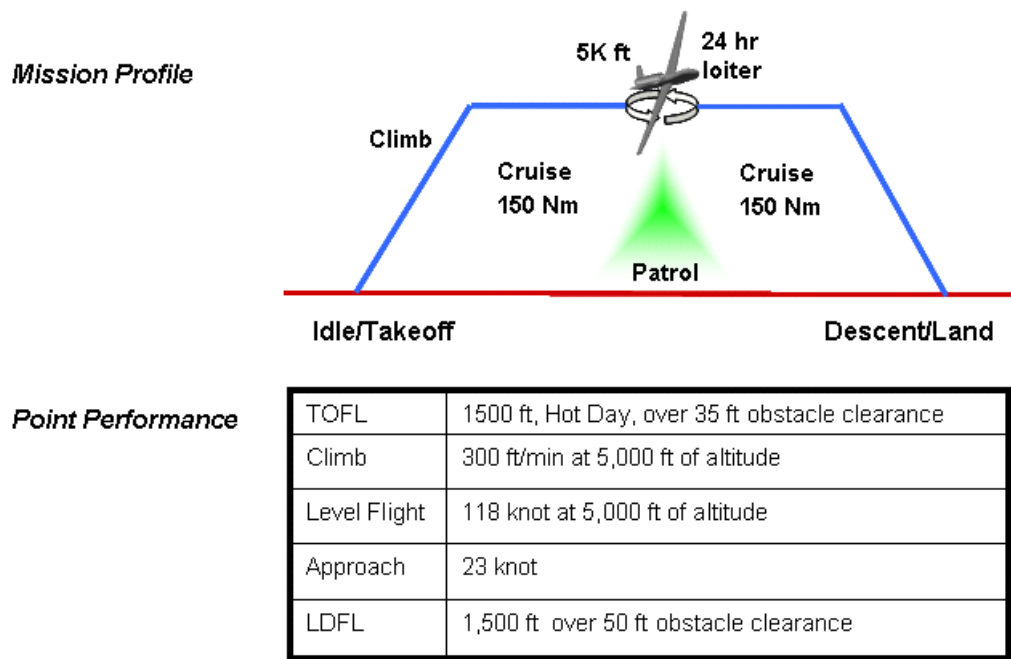 Mission Profile
5K ft
24 hr
loiter
Climb
Cruise
150 Nm
Cruise
150 Nm
Patrol
Idle/Takeoff
Descent/Land
Point Performance
TOFL 1500 ft, Hot Day, over 35 ft obstacle clearance
Climb 300 ft/min at 5,000 ft of altitude
Level Flight 118 knot at 5,000 ft of altitude
Approach 23 knot
LDFL 1,500 ft over 50 ft obstacle clearance